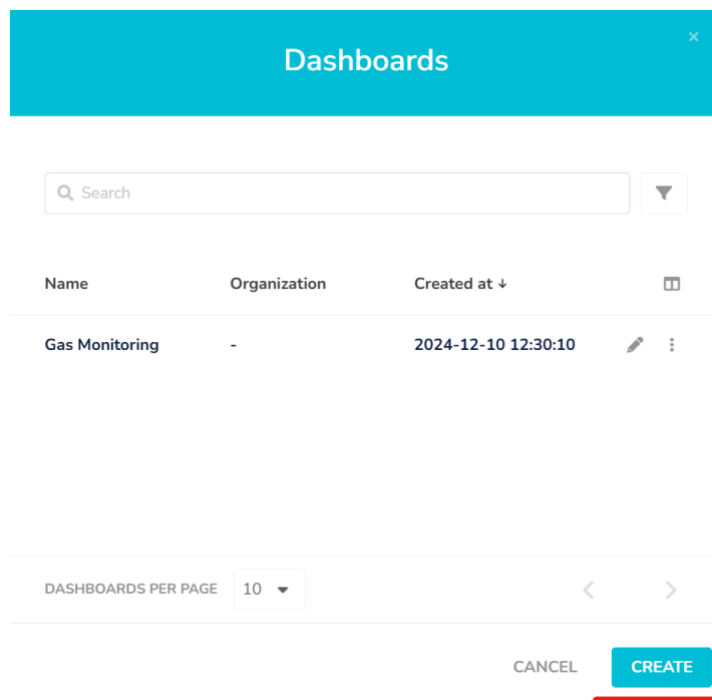 Dashboards
Search
Name Organization Created at ↓
Gas Monitoring - 2024-12-10 12:30:10
DASHBOARDS PER PAGE 10
CANCEL CREATE